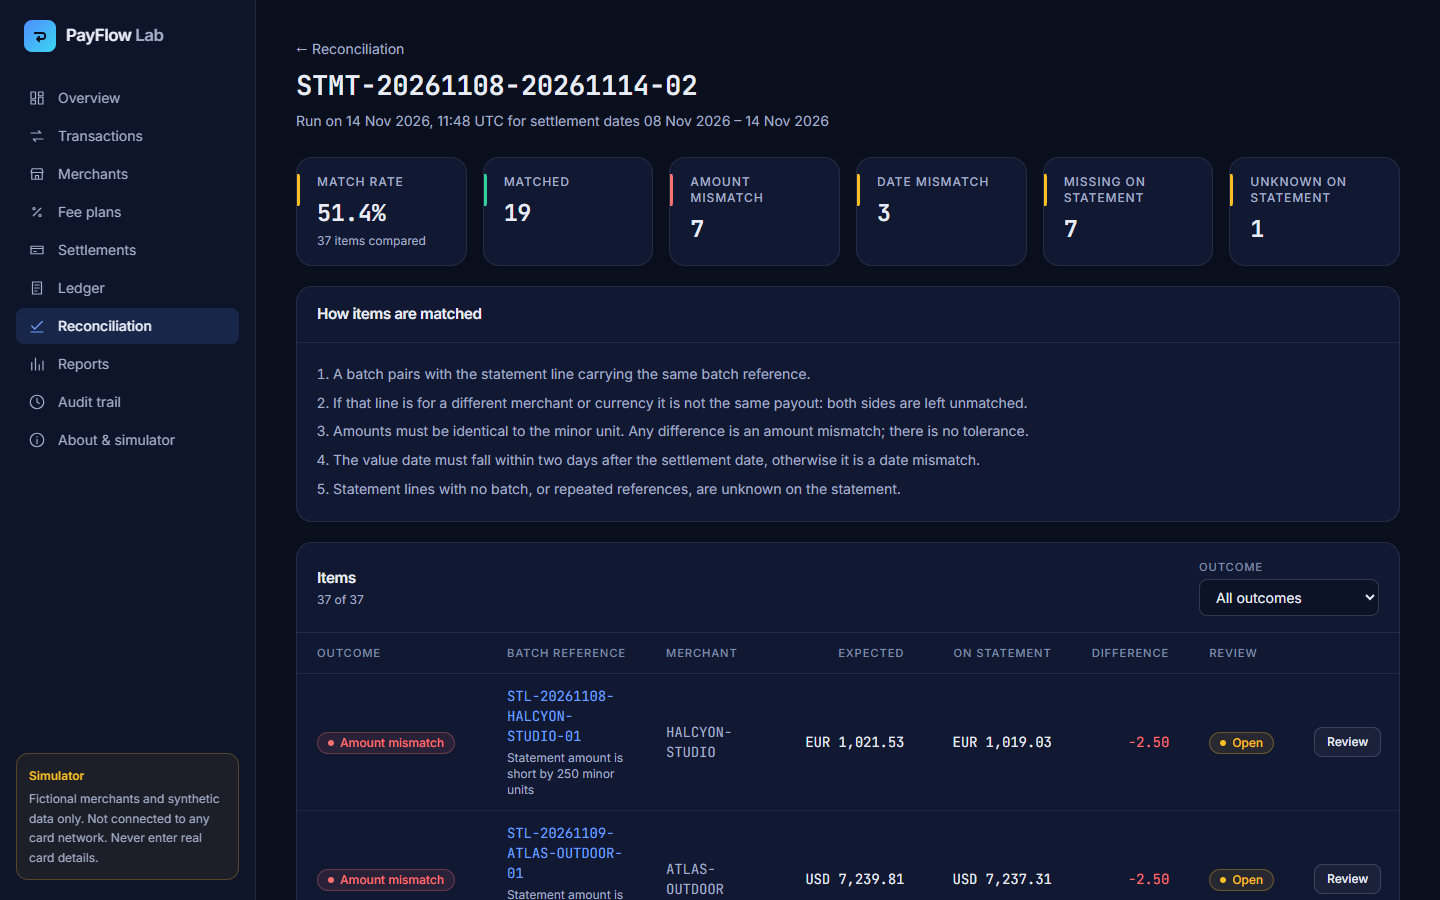 PayFlow Lab
Overview
Transactions
Merchants
Fee plans
Settlements
Ledger
Reconciliation
Reports
Audit trail
About & simulator
Simulator
Fictional merchants and synthetic
data only. Not connected to any
card network. Never enter real
card details.
← Reconciliation
STMT-20261108-20261114-02
Run on 14 Nov 2026, 11:48 UTC for settlement dates 08 Nov 2026 – 14 Nov 2026
MATCH RATE
51.4%
37 items compared
MATCHED
19
AMOUNT
MISMATCH
7
DATE MISMATCH
3
MISSING ON
STATEMENT
7
UNKNOWN ON
STATEMENT
1
How items are matched
1. A batch pairs with the statement line carrying the same batch reference.
2. If that line is for a different merchant or currency it is not the same payout: both sides are left unmatched.
3. Amounts must be identical to the minor unit. Any difference is an amount mismatch; there is no tolerance.
4. The value date must fall within two days after the settlement date, otherwise it is a date mismatch.
5. Statement lines with no batch, or repeated references, are unknown on the statement.
Items
37 of 37
OUTCOME
All outcomes
OUTCOME BATCH REFERENCE MERCHANT EXPECTED ON STATEMENT DIFFERENCE REVIEW
Amount mismatch
STL-20261108-
HALCYON-
STUDIO-01
Statement amount is
short by 250 minor
units
HALCYON-
STUDIO
EUR 1,021.53
EUR 1,019.03
-2.50
Open
Review
Amount mismatch
STL-20261109-
ATLAS-OUTDOOR-
01
Statement amount is
ATLAS-
OUTDOOR
USD 7,239.81
USD 7,237.31
-2.50
Open
Review